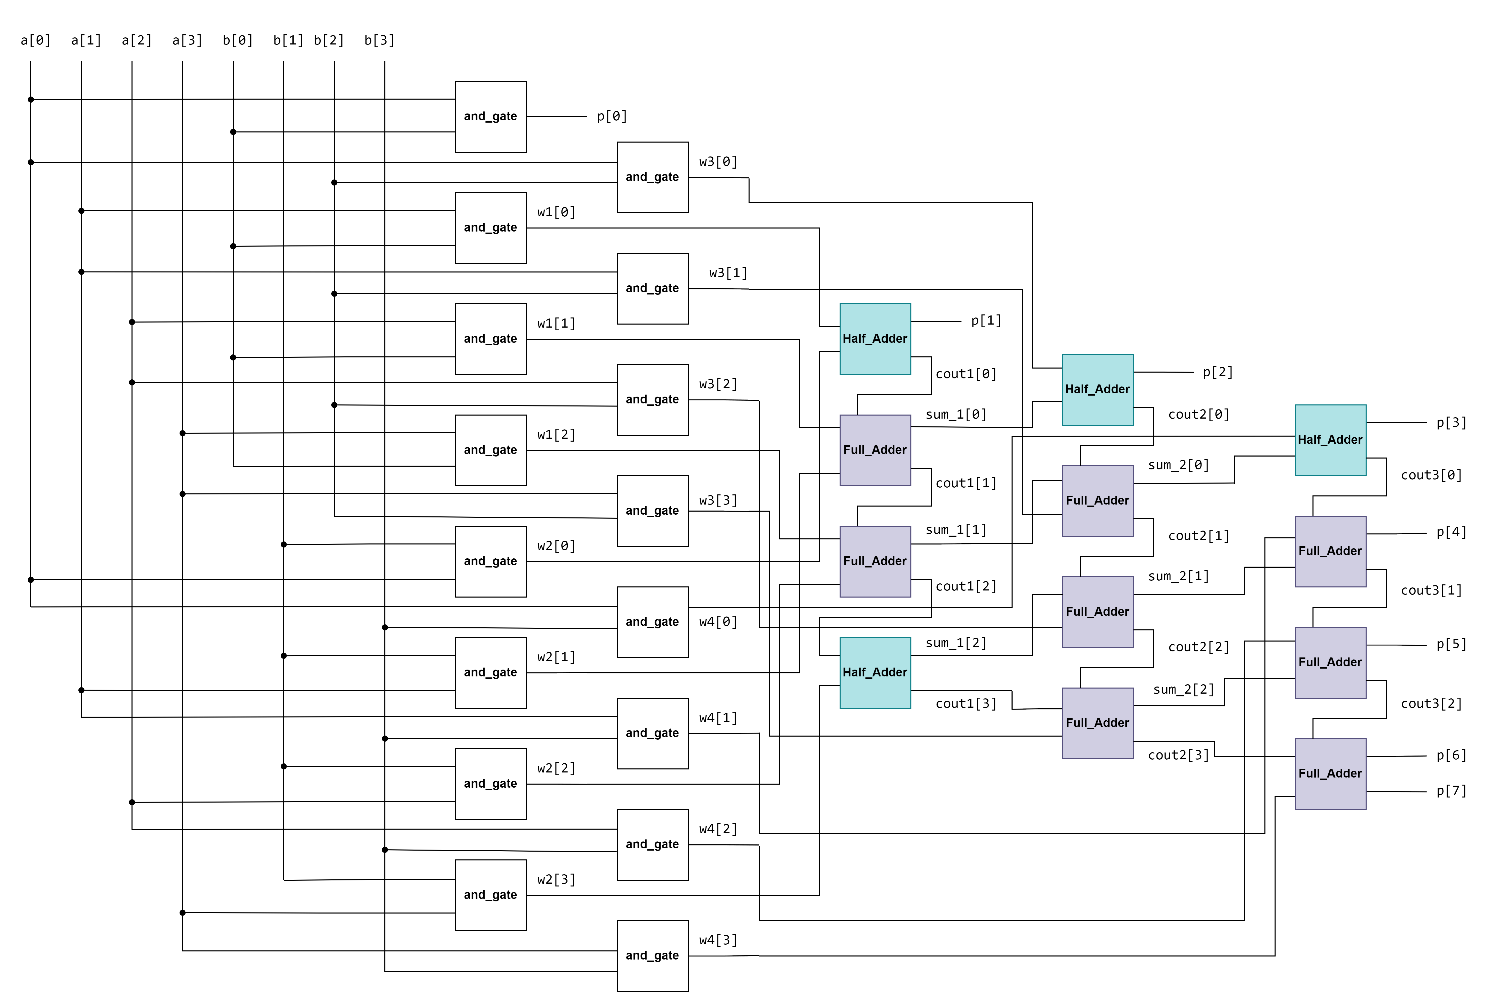 a[0] a[1] a[2] a[3] b[0] b[1] b[2] b[3]
and_gate p[0]
and_gate w3[0]
and_gate w1[0]
and_gate w3[1]
and_gate w1[1]
Half_Adder p[1]
cout1[0]
and_gate w3[2]
Half_Adder p[2]
cout2[0]
and_gate w1[2]
Full_Adder sum_1[0]
cout1[1]
Half_Adder p[3]
cout3[0]
and_gate w3[3]
Full_Adder sum_2[0]
cout2[1]
and_gate w2[0]
Full_Adder sum_1[1]
cout1[2]
Full_Adder p[4]
cout3[1]
and_gate w4[0]
Full_Adder sum_2[1]
cout2[2]
and_gate w2[1]
Half_Adder sum_1[2]
cout1[3]
Full_Adder p[5]
cout3[2]
and_gate w4[1]
Full_Adder sum_2[2]
cout2[3]
and_gate w2[2]
Full_Adder p[6]
p[7]
and_gate w4[2]
and_gate w2[3]
and_gate w4[3]